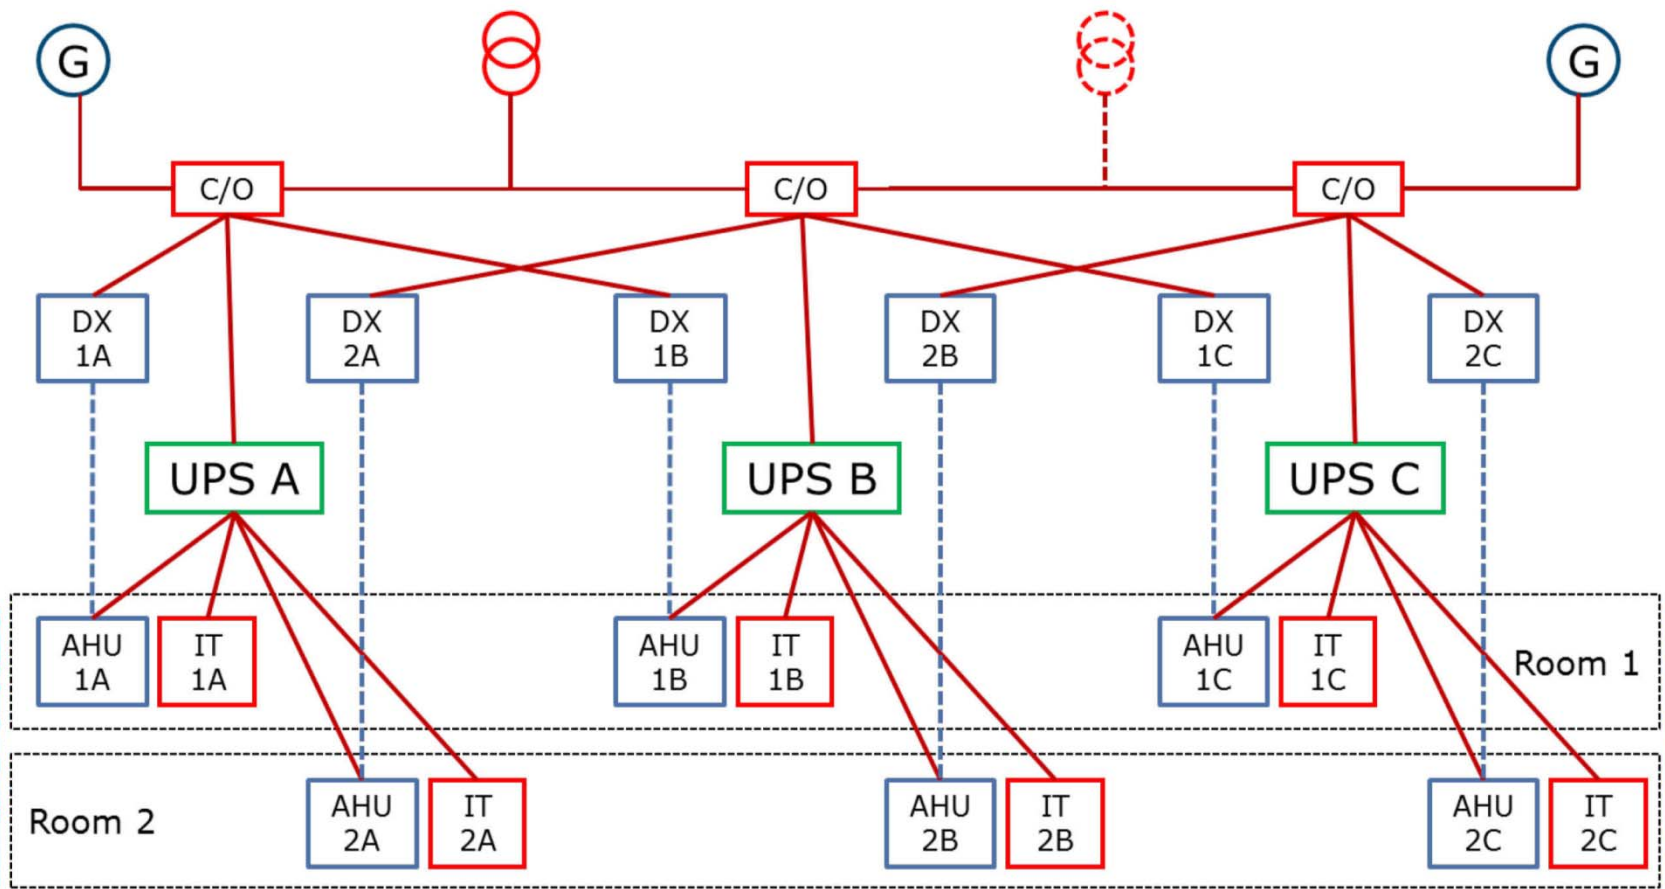 G
G
C/O
C/O
C/O
DX
1A
DX
2A
DX
1B
DX
2B
DX
1C
DX
2C
UPS A
UPS B
UPS C
AHU
1A
IT
1A
AHU
1B
IT
1B
AHU
1C
IT
1C
Room 1
Room 2
AHU
2A
IT
2A
AHU
2B
IT
2B
AHU
2C
IT
2C